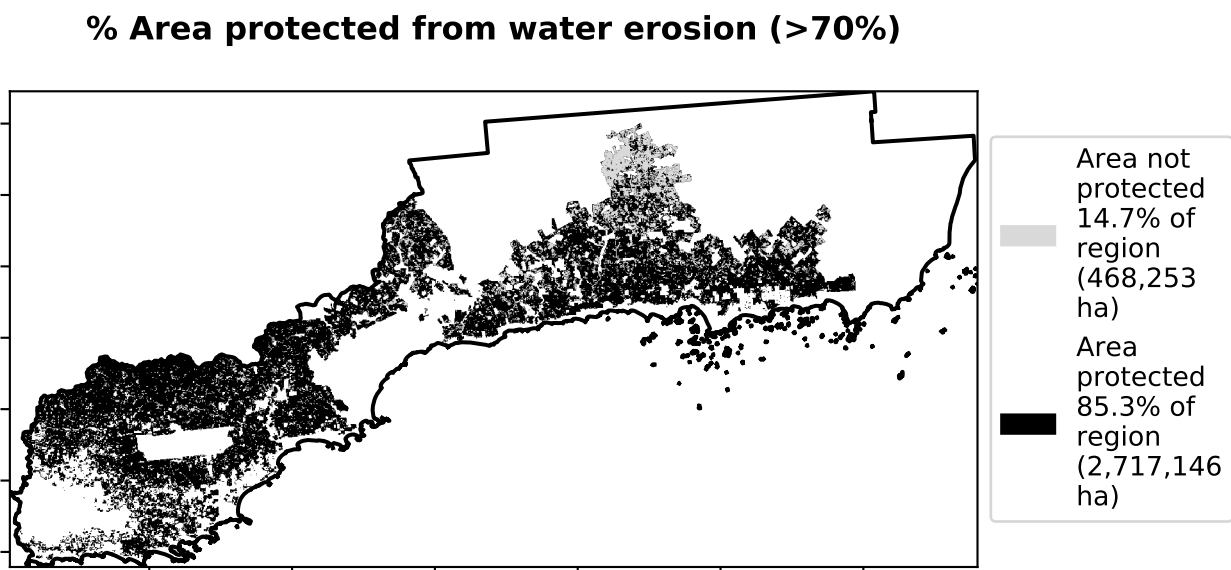 % Area protected from water erosion (>70%)
Area not
protected
14.7% of
region
(468,253
ha)
Area
protected
85.3% of
region
(2,717,146
ha)